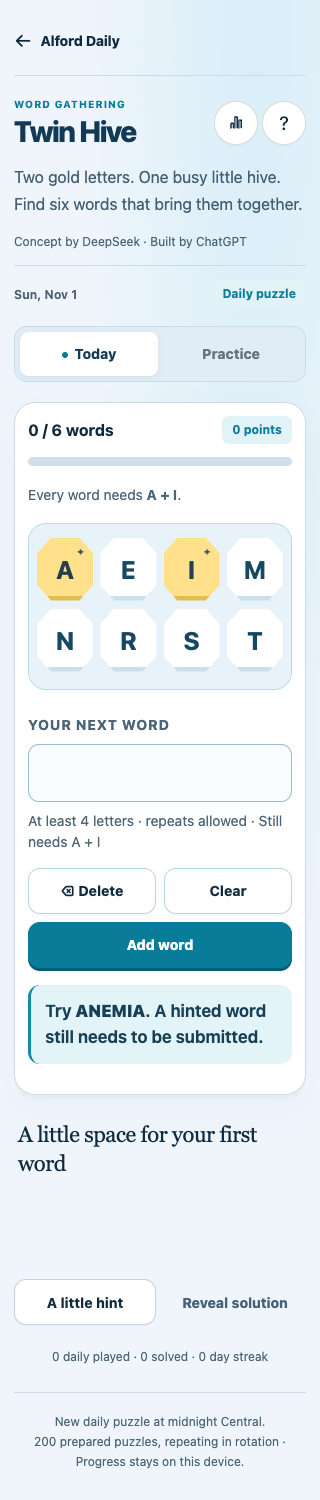 Alford Daily
WORD GATHERING
Twin Hive
?
Two gold letters. One busy little hive.
Find six words that bring them together.
Concept by DeepSeek · Built by ChatGPT
Sun, Nov 1
Daily puzzle
Today
Practice
0 / 6 words
0 points
Every word needs A + I.
A E I M
N R S T
YOUR NEXT WORD
At least 4 letters · repeats allowed · Still
needs A + I
Delete
Clear
Add word
Try ANEMIA. A hinted word
still needs to be submitted.
A little space for your first
word
A little hint
Reveal solution
0 daily played · 0 solved · 0 day streak
New daily puzzle at midnight Central.
200 prepared puzzles, repeating in rotation ·
Progress stays on this device.